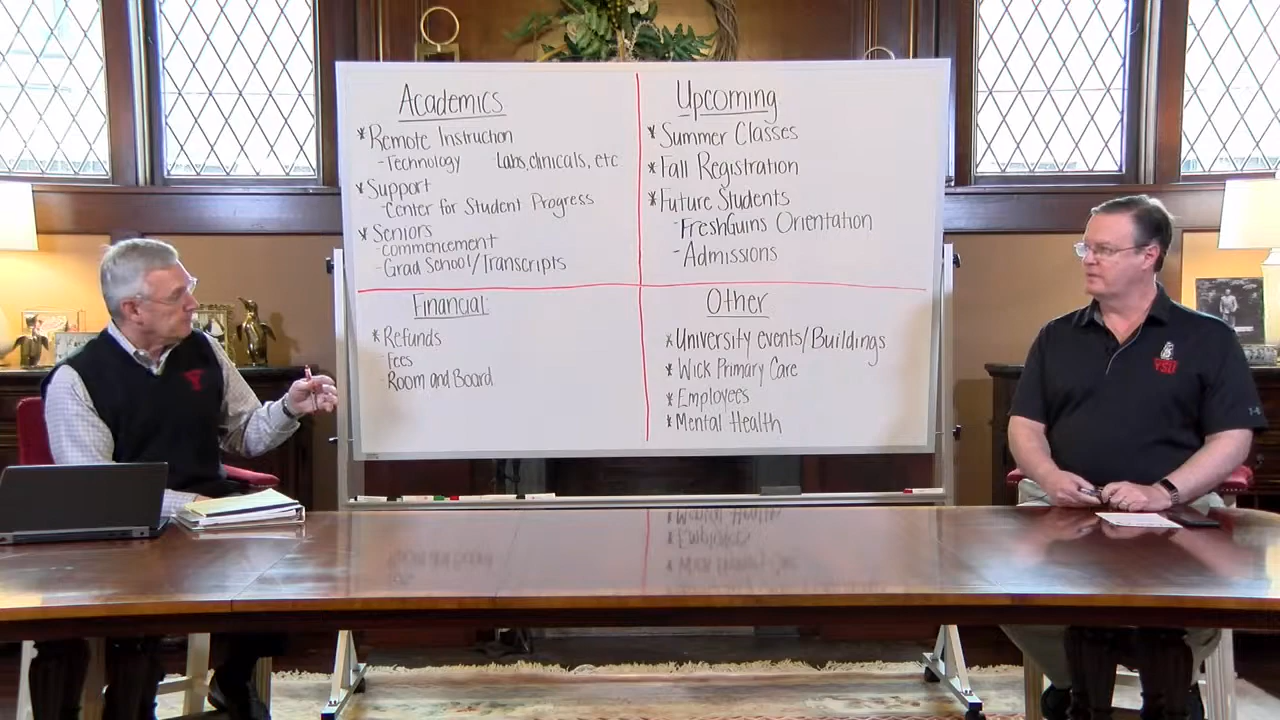 Academics
* Remote Instruction
- Technology - Labs, clinicals, etc
* Support
- Center for Student Progress
* Seniors
- commencement
- Grad School/Transcripts
Upcoming
* Summer Classes
* Fall Registration
* Future Students
- FreshGuins Orientation
- Admissions
Financial
* Refunds
- Fees
- Room and Board
Other
* University events/Buildings
* Wick Primary Care
* Employees
* Mental Health
Y
YSU